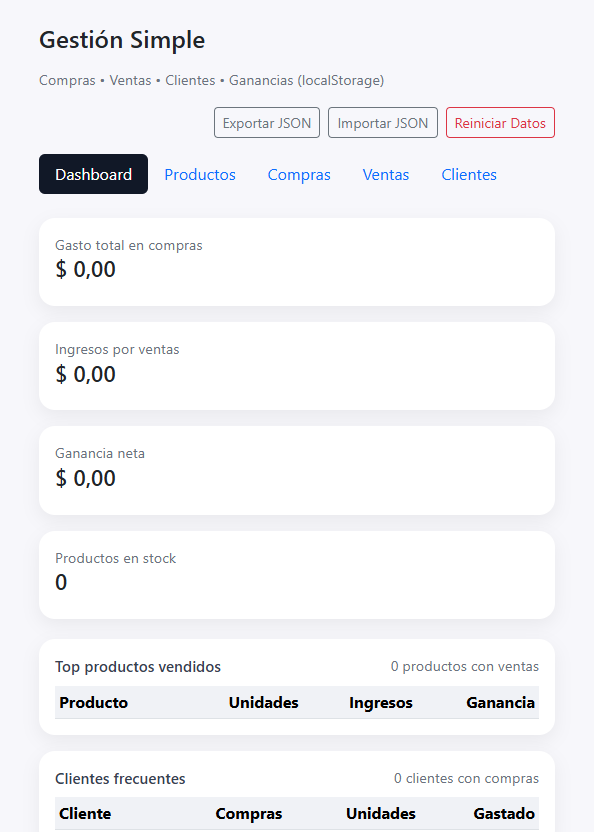 Gestión Simple
Compras • Ventas • Clientes • Ganancias (localStorage)
Exportar JSON Importar JSON Reiniciar Datos
Dashboard Productos Compras Ventas Clientes
Gasto total en compras
$ 0,00
Ingresos por ventas
$ 0,00
Ganancia neta
$ 0,00
Productos en stock
0
Top productos vendidos 0 productos con ventas
Producto Unidades Ingresos Ganancia
Clientes frecuentes 0 clientes con compras
Cliente Compras Unidades Gastado